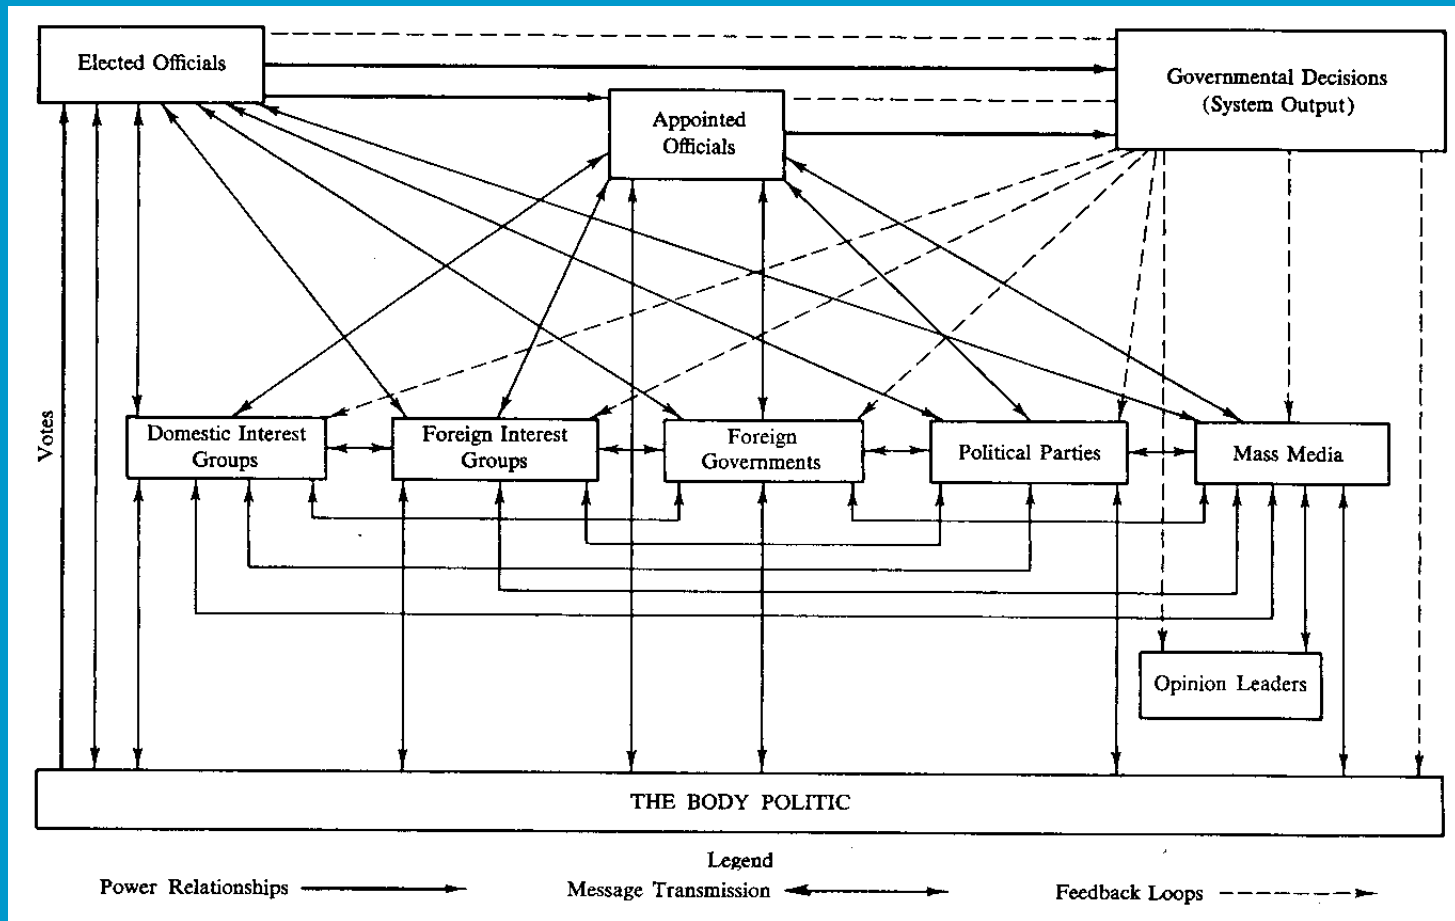 Elected Officials
Governmental Decisions
(System Output)
Appointed
Officials
Votes
Domestic Interest
Groups
Foreign Interest
Groups
Foreign
Governments
Political Parties
Mass Media
Opinion Leaders
THE BODY POLITIC
Legend
Power Relationships
Message Transmission
Feedback Loops